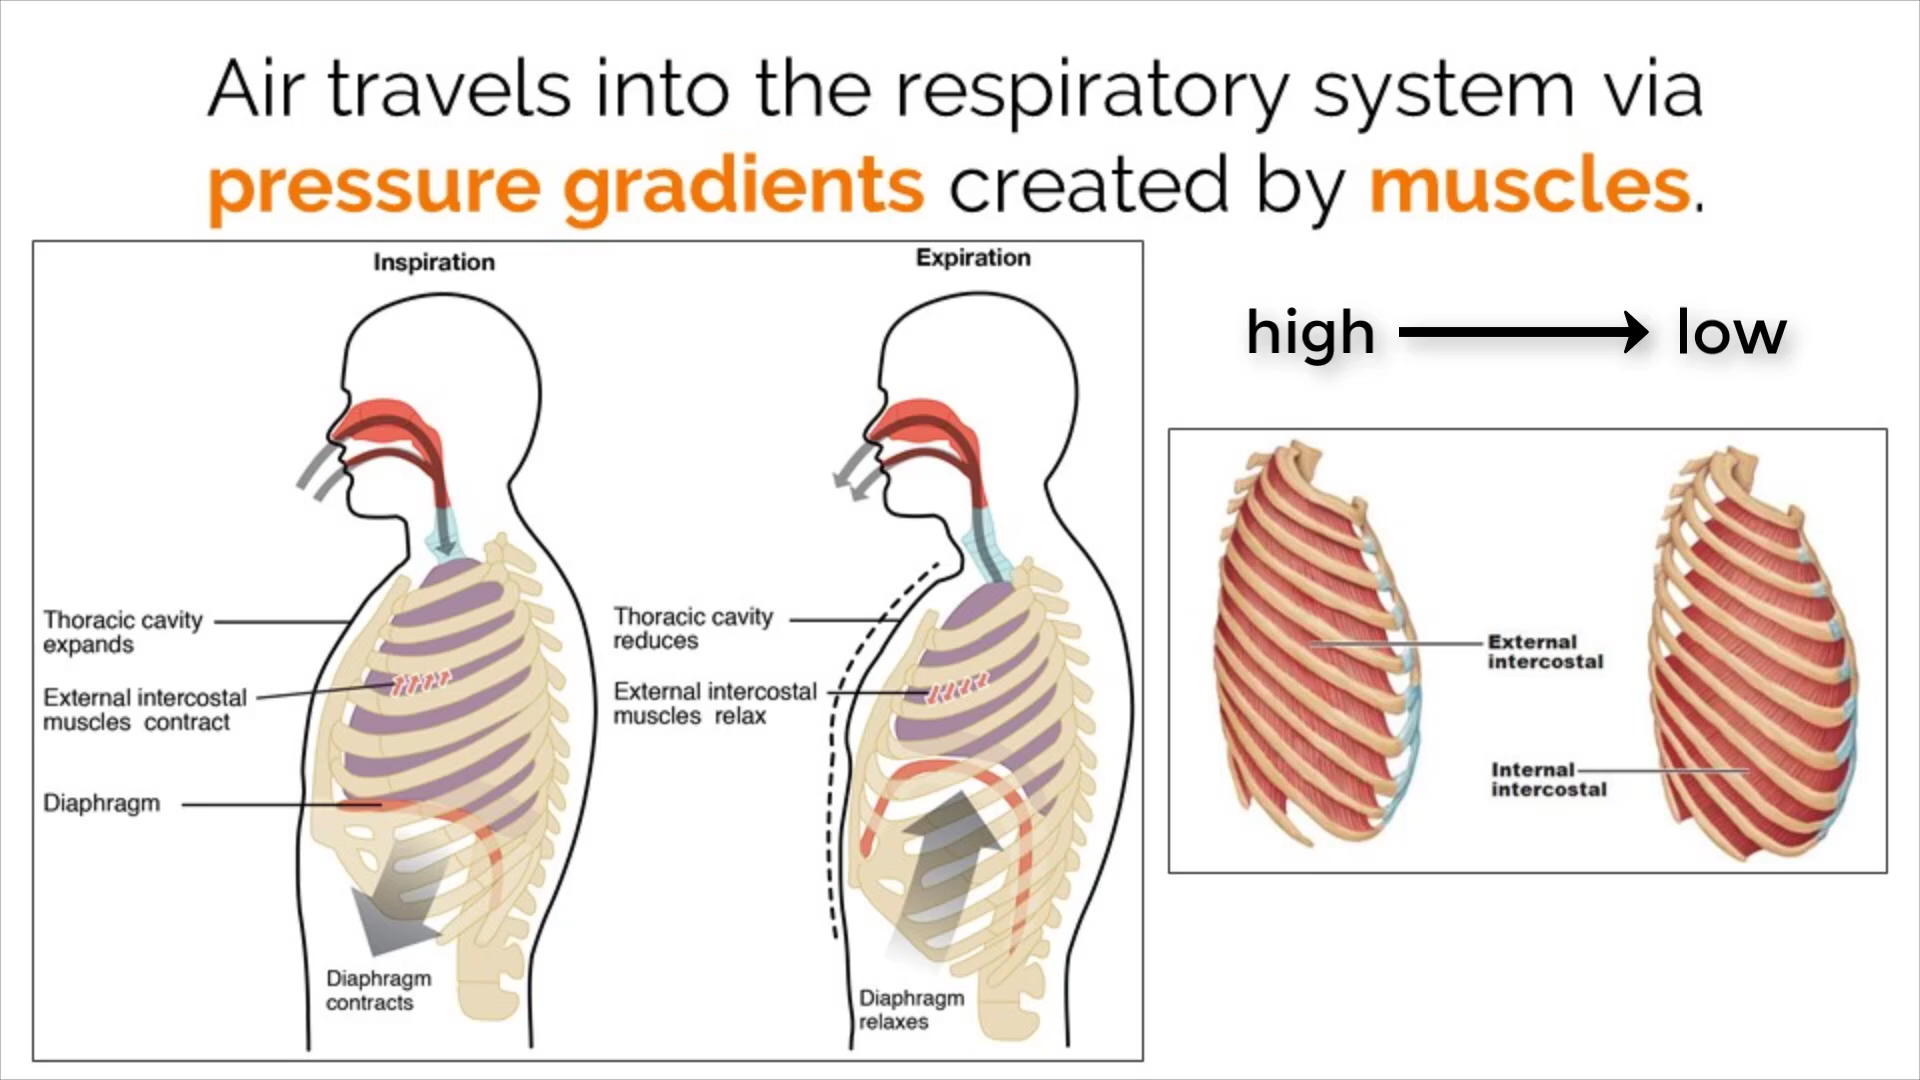 Air travels into the respiratory system via
pressure gradients created by muscles.
Inspiration
Thoracic cavity
expands
External intercostal
muscles contract
Diaphragm
Diaphragm
contracts
Expiration
Thoracic cavity
reduces
External intercostal
muscles relax
Diaphragm
relaxes
high
low
External
intercostal
Internal
intercostal